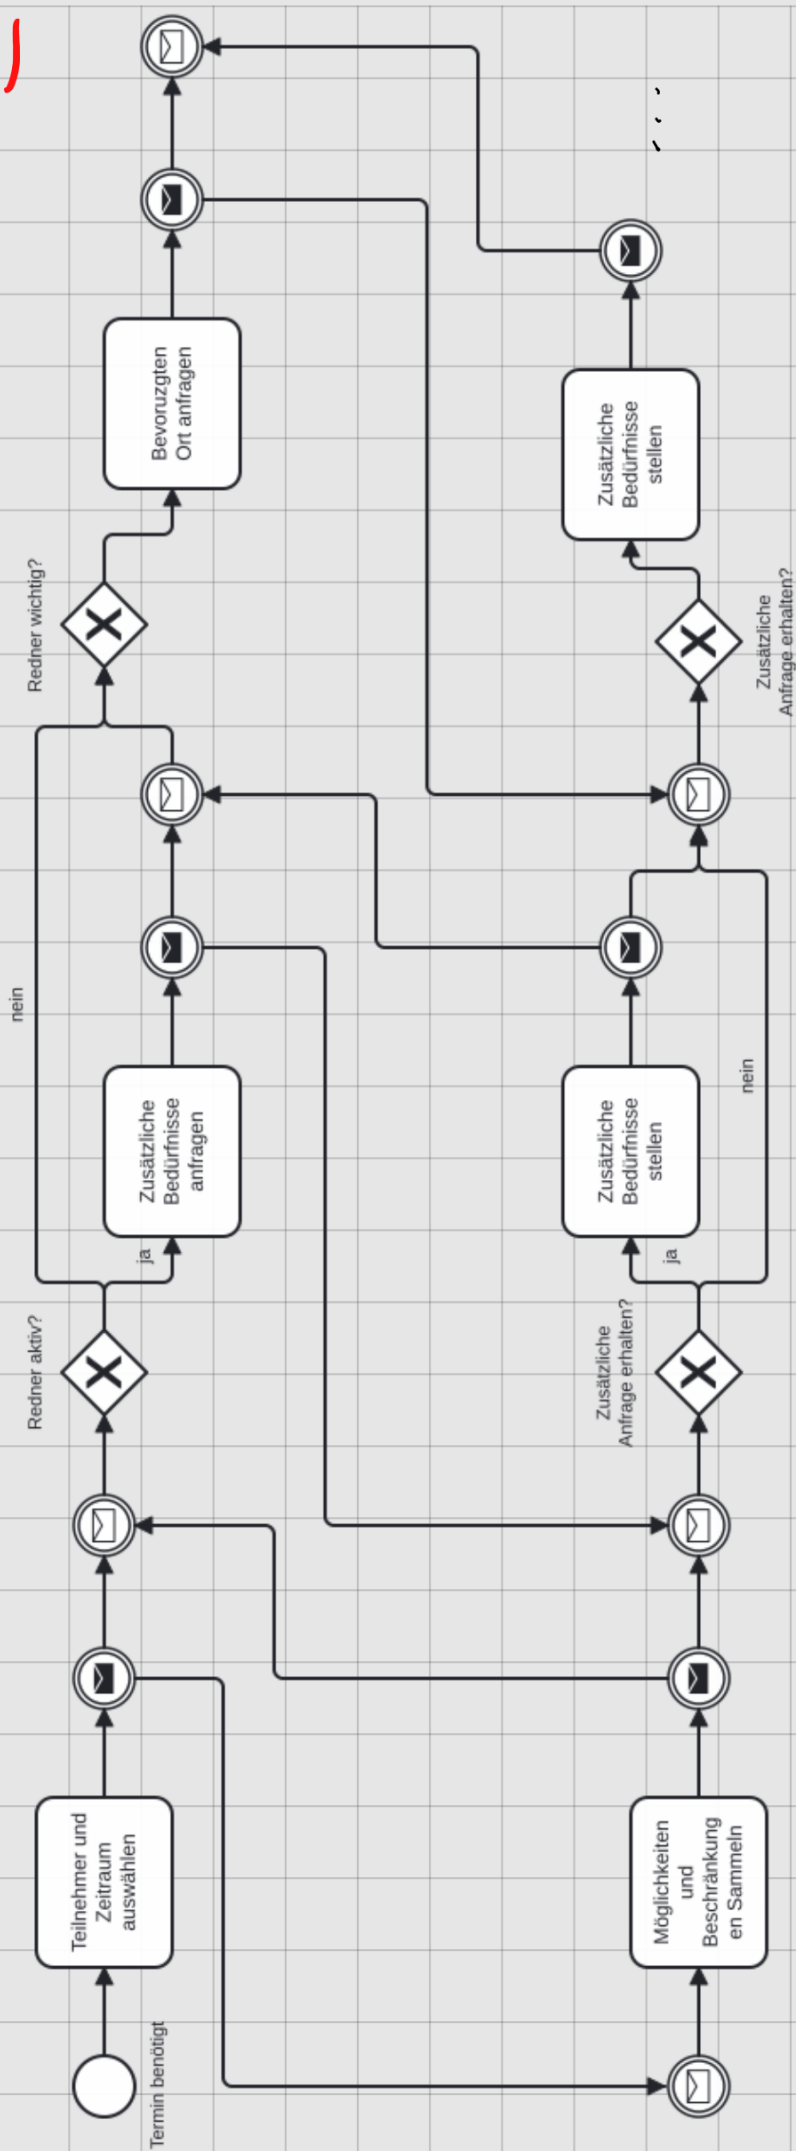 Termin benötigt
Teilnehmer und
Zeitraum
auswählen
Redner aktiv?
ja
nein
Zusätzliche
Bedürfnisse
anfragen
Redner wichtig?
Bevoruzgten
Ort anfragen
Möglichkeiten
und
Beschränkung
en Sammeln
Zusätzliche
Anfrage erhalten?
ja
nein
Zusätzliche
Bedürfnisse
stellen
Zusätzliche
Anfrage erhalten?
Zusätzliche
Bedürfnisse
stellen
...